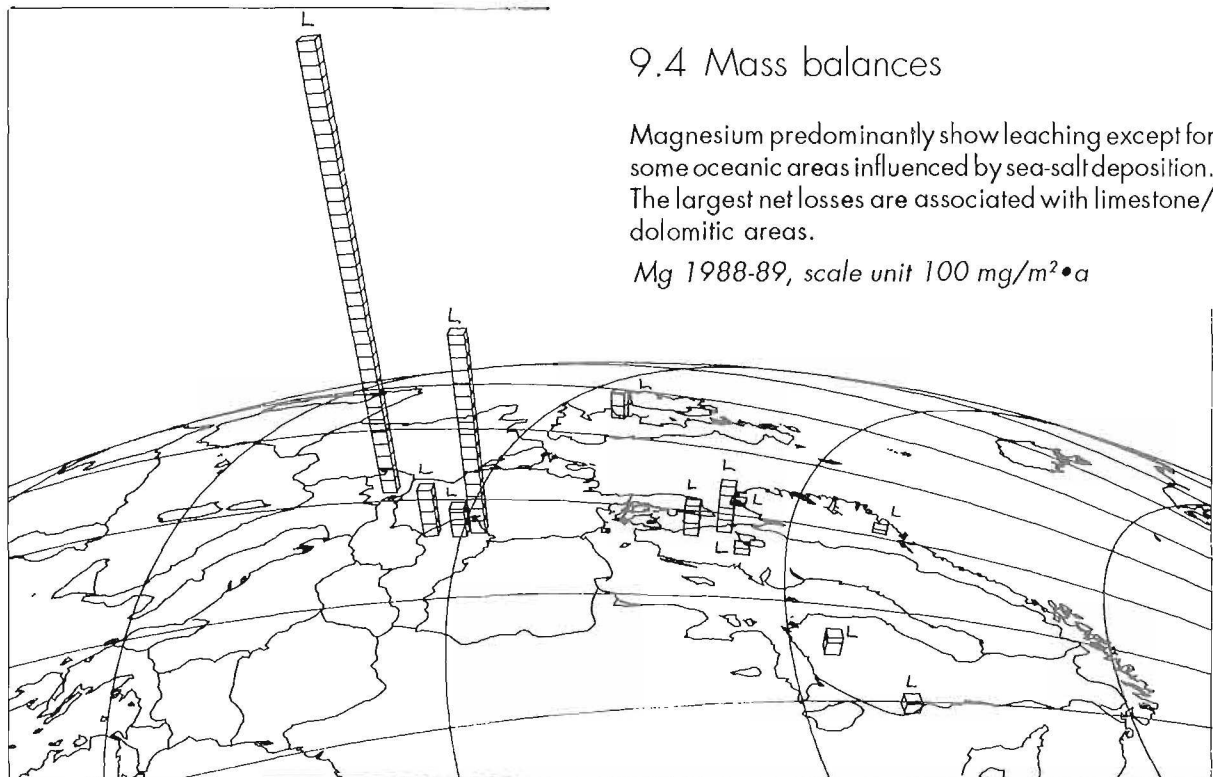 L
9.4 Mass balances
Magnesium predominantly show leaching except for
some oceanic areas influenced by sea-salt deposition.
The largest net losses are associated with limestone/
dolomitic areas.
Mg 1988-89, scale unit 100 mg/m²•a
L
L
L
L
L
L
L
L
L
L
L